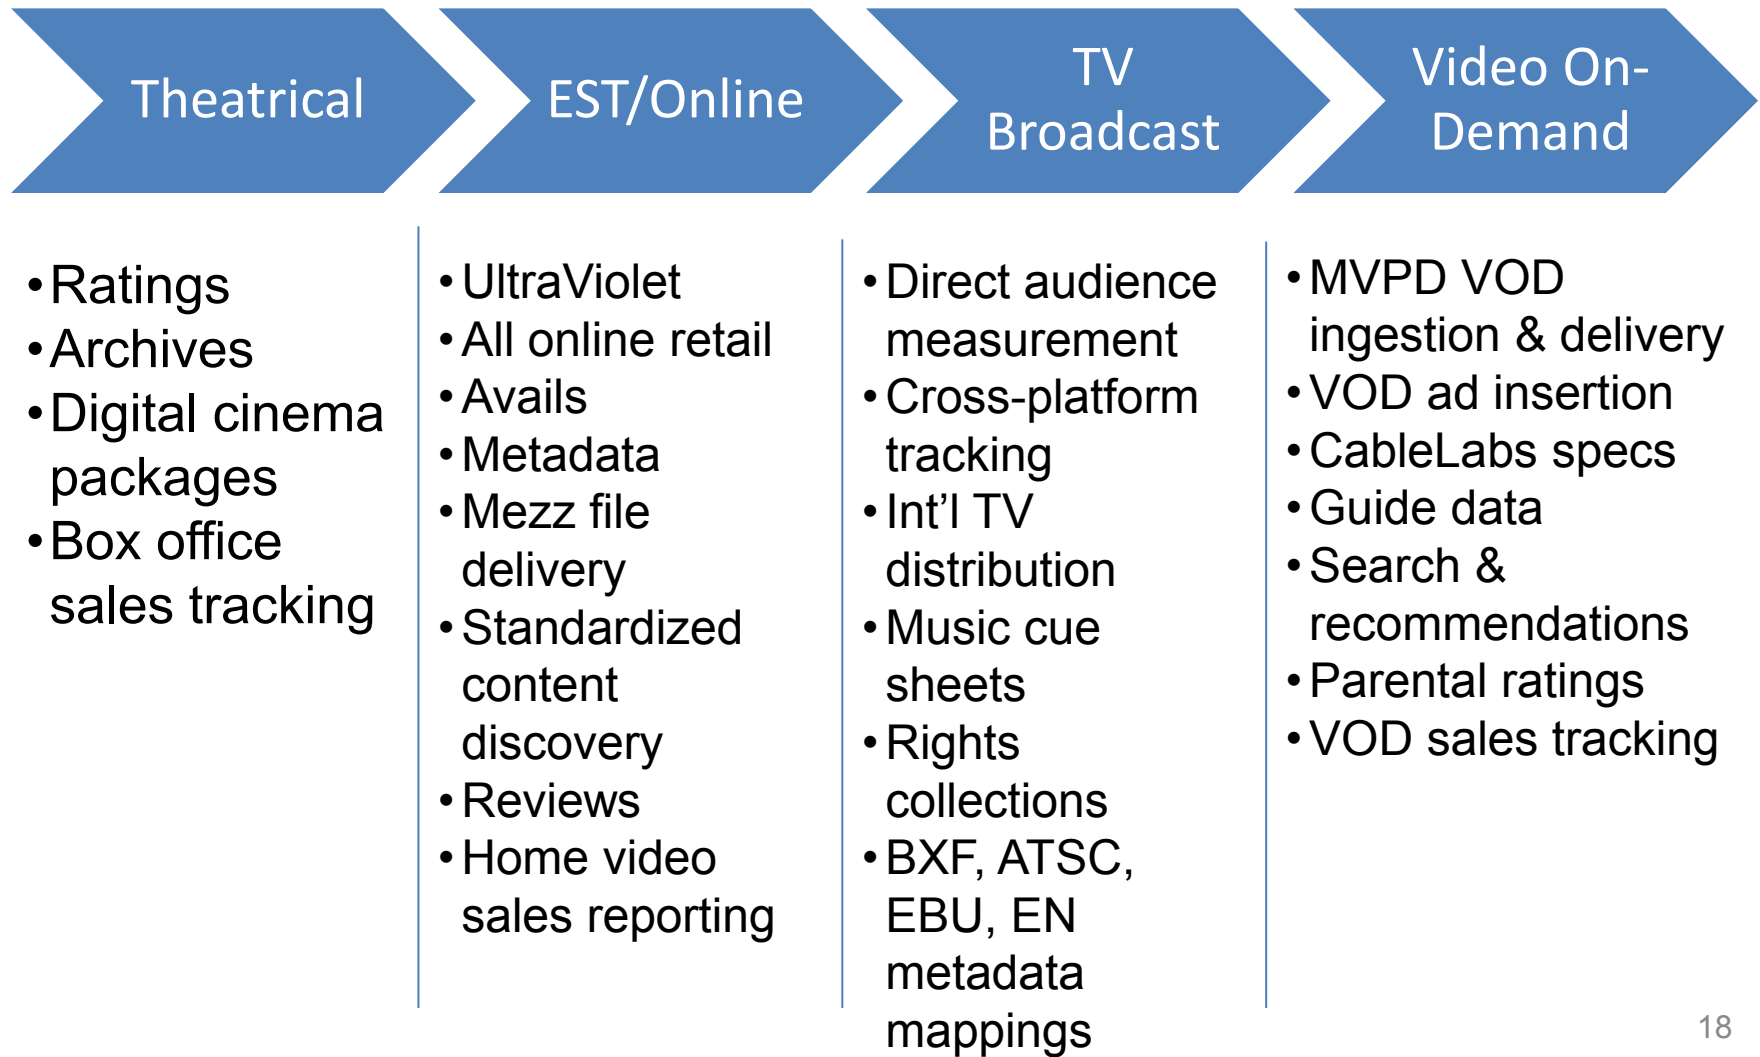 Theatrical
EST/Online
TV
Broadcast
Video On-
Demand
•Ratings
•Archives
•Digital cinema
packages
•Box office
sales tracking
•UltraViolet
•All online retail
•Avails
•Metadata
•Mezz file
delivery
•Standardized
content
discovery
•Reviews
•Home video
sales reporting
•Direct audience
measurement
•Cross-platform
tracking
•Int’l TV
distribution
•Music cue
sheets
•Rights
collections
•BXF, ATSC,
EBU, EN
metadata
mappings
•MVPD VOD
ingestion & delivery
•VOD ad insertion
•CableLabs specs
•Guide data
•Search &
recommendations
•Parental ratings
•VOD sales tracking
18